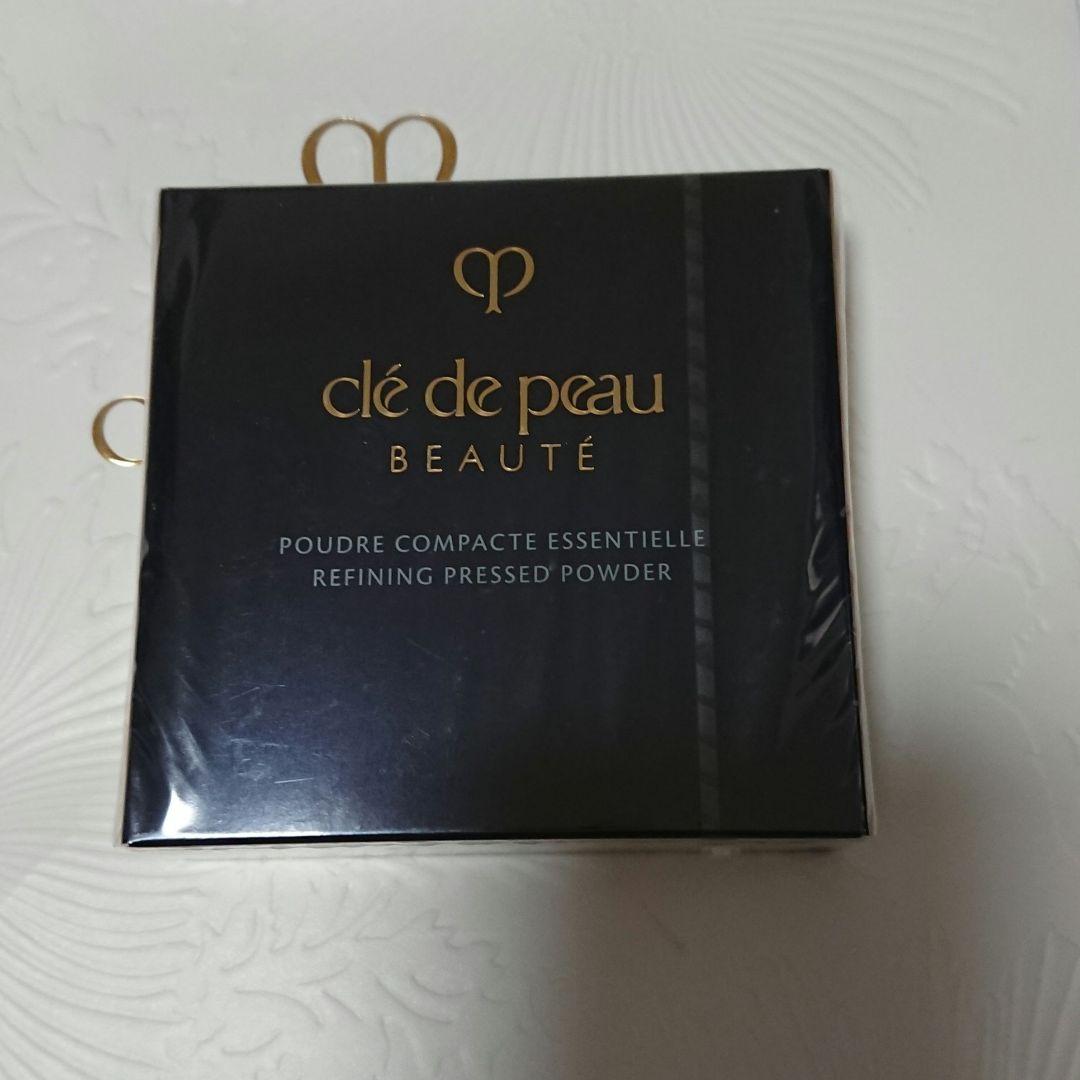 clé de peau
BEAUTÉ
POUDRE COMPACTE ESSENTIELLE
REFINING PRESSED POWDER